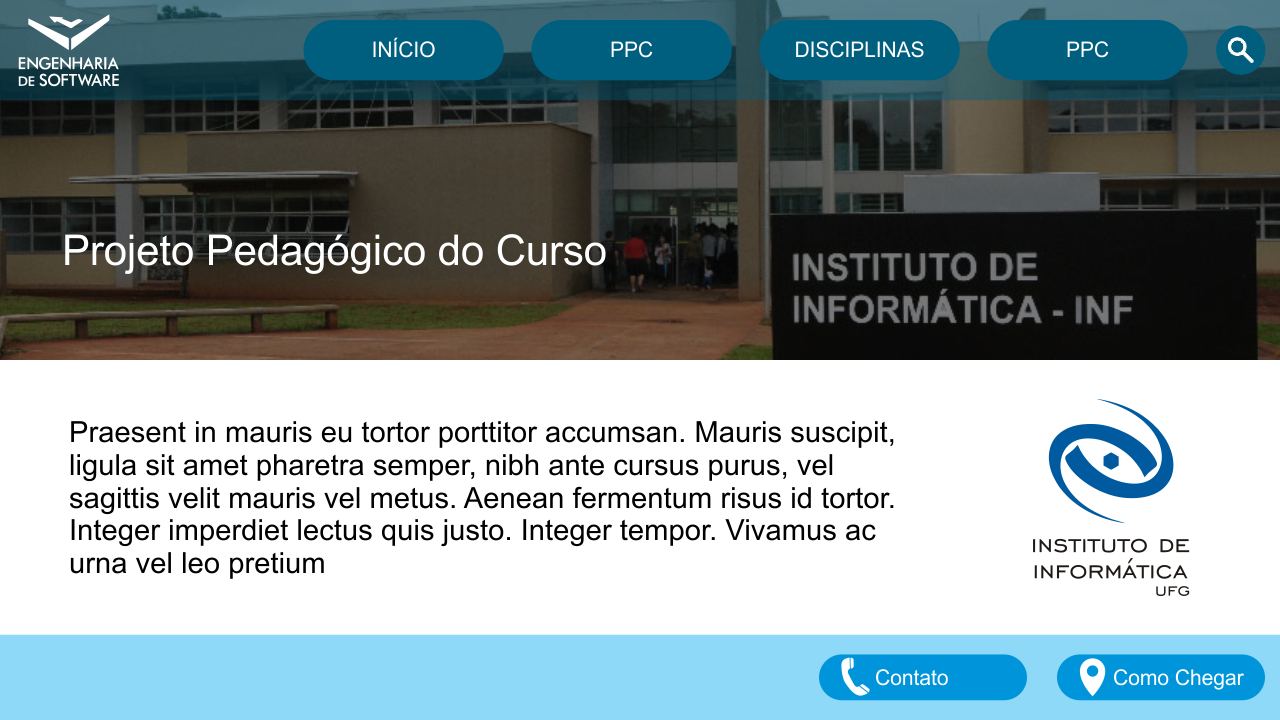 ENGENHARIA
DE SOFTWARE
INÍCIO
PPC
DISCIPLINAS
PPC
Projeto Pedagógico do Curso
INSTITUTO DE
INFORMÁTICA - INF
Praesent in mauris eu tortor porttitor accumsan. Mauris suscipit,
ligula sit amet pharetra semper, nibh ante cursus purus, vel
sagittis velit mauris vel metus. Aenean fermentum risus id tortor.
Integer imperdiet lectus quis justo. Integer tempor. Vivamus ac
urna vel leo pretium
INSTITUTO DE
INFORMÁTICA
UFG
Contato
Como Chegar